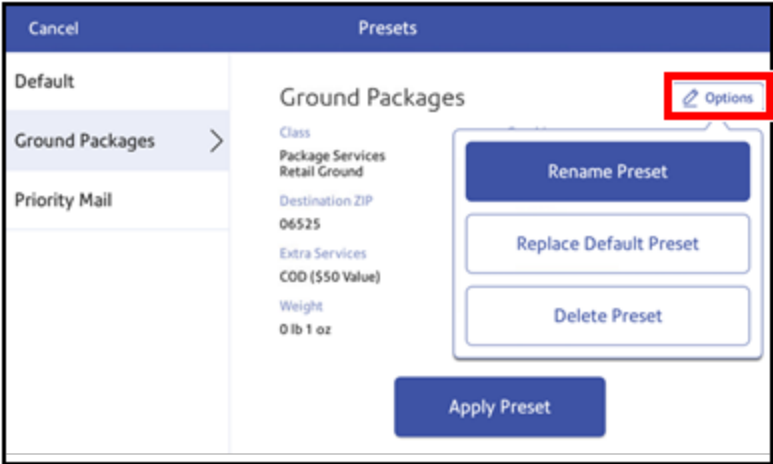 Cancel
Presets
Default
Ground Packages
Priority Mail
Ground Packages
Options
Class
Package Services
Retail Ground
Destination ZIP
06525
Extra Services
COD ($50 Value)
Weight
0 lb 1 oz
Rename Preset
Replace Default Preset
Delete Preset
Apply Preset